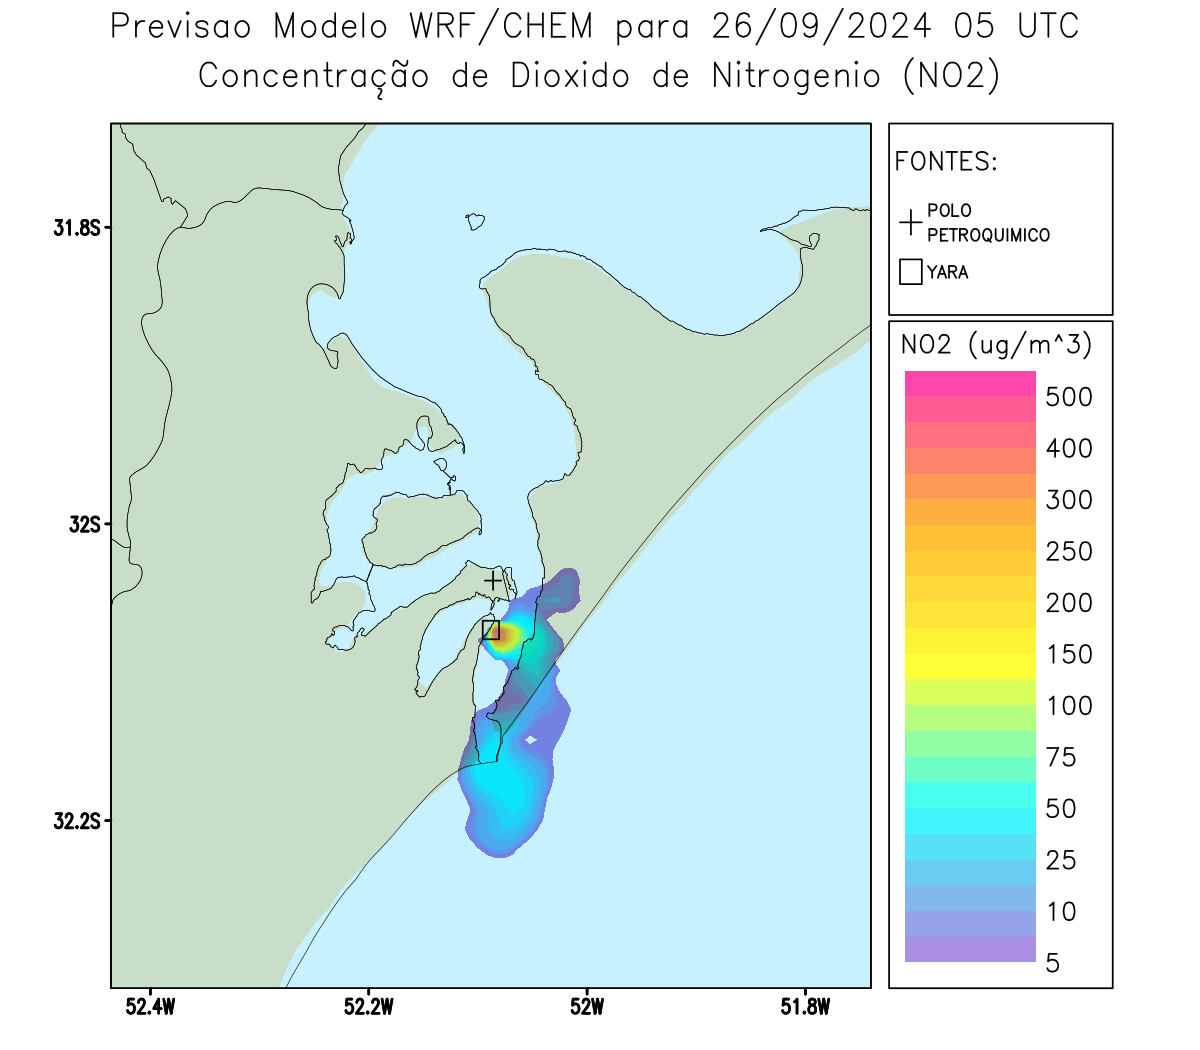 Previsao Modelo WRF/CHEM para 26/09/2024 05 UTC
Concentração de Dioxido de Nitrogenio (NO2)
FONTES:
POLO
PETROQUIMICO
YARA
NO2 (ug/m^3)
500
400
300
250
200
150
100
75
50
25
10
5
31.8S
32S
32.2S
52.4W
52.2W
52W
51.8W